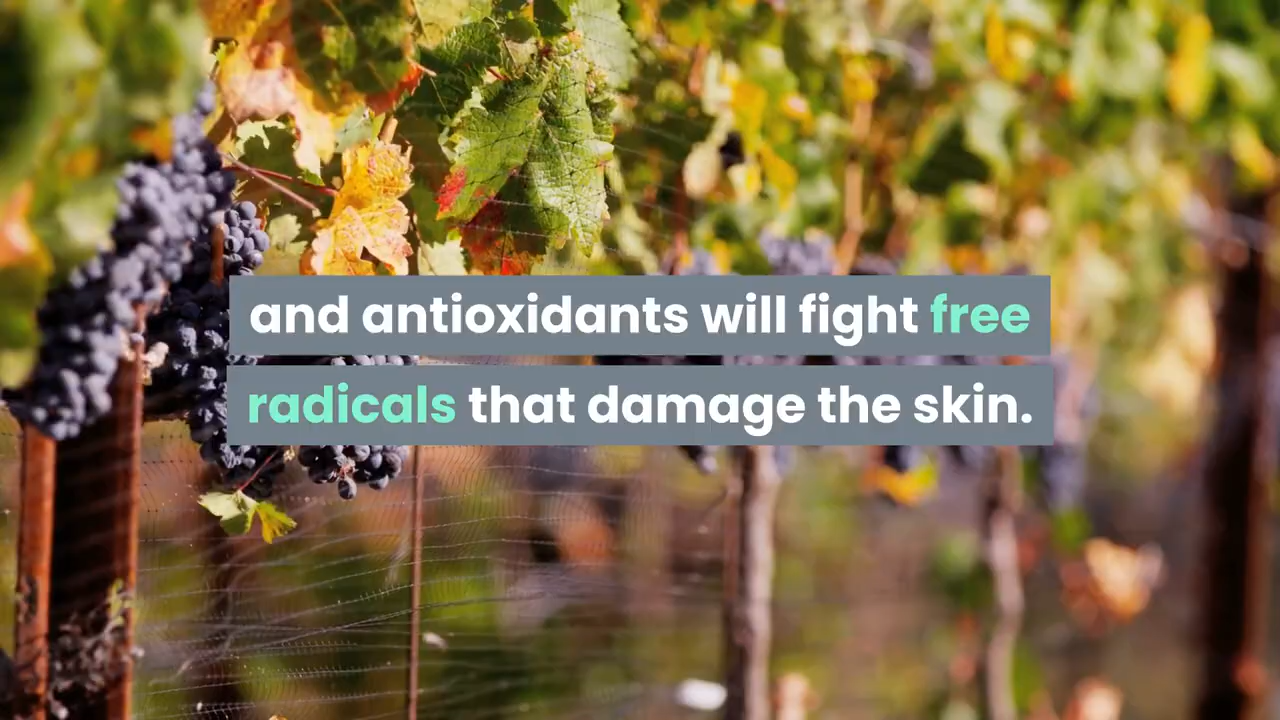 and antioxidants will fight free
radicals that damage the skin.